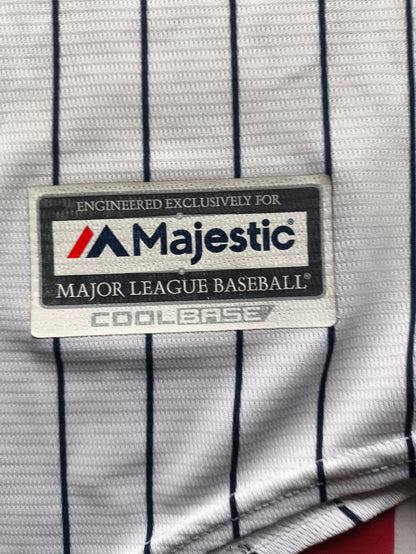 ENGINEERED EXCLUSIVELY FOR
Majestic®
MAJOR LEAGUE BASEBALL®
COOLBASE